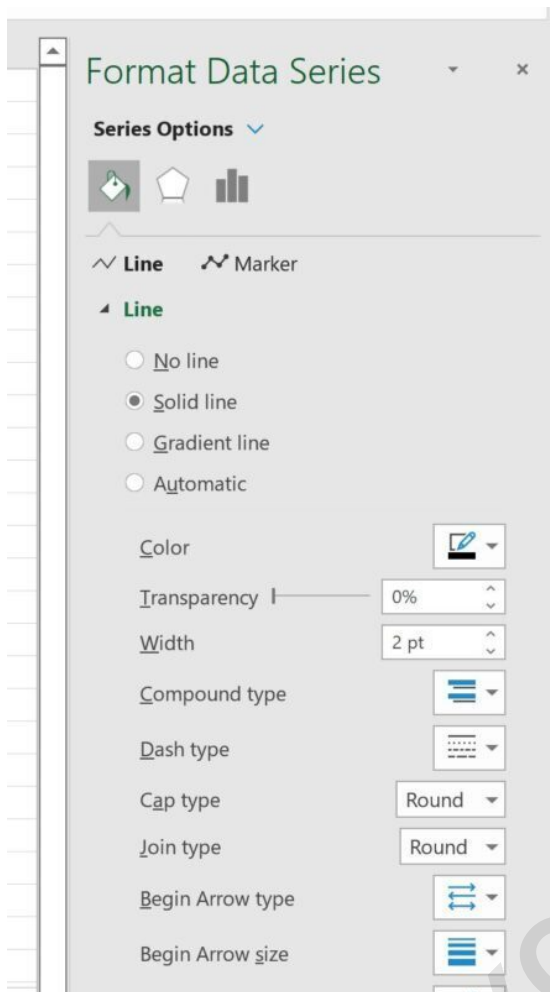 Format Data Series
Series Options
Line Marker
Line
No line
Solid line
Gradient line
Automatic
Color
Transparency 0%
Width 2 pt
Compound type
Dash type
Cap type Round
Join type Round
Begin Arrow type
Begin Arrow size